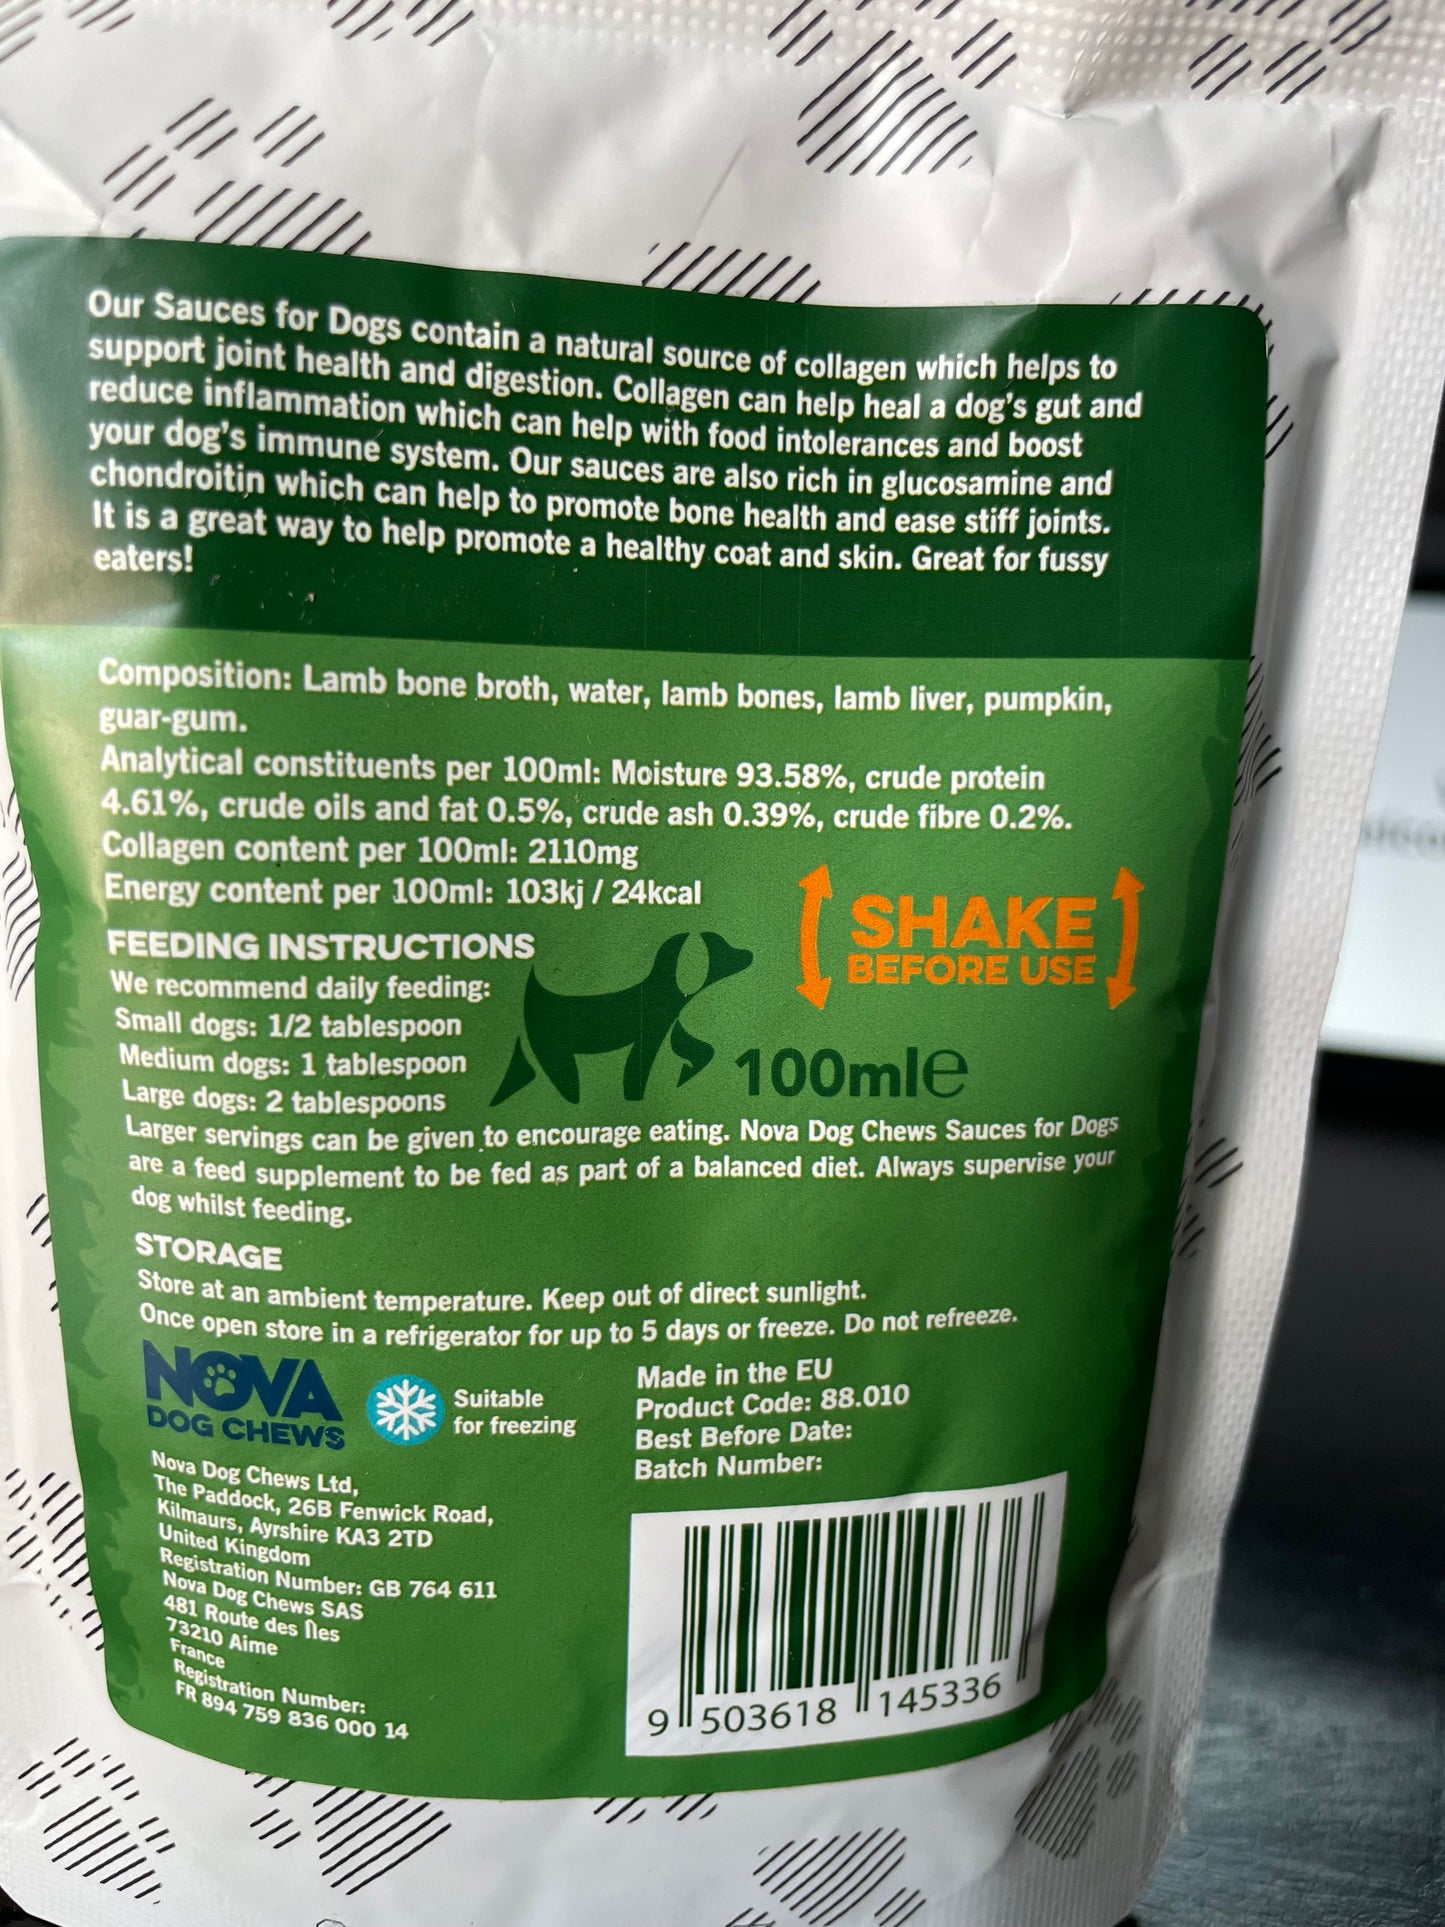 Our Sauces for Dogs contain a natural source of collagen which helps to
support joint health and digestion. Collagen can help heal a dog's gut and
reduce inflammation which can help with food intolerances and boost
your dog's immune system. Our sauces are also rich in glucosamine and
chondroitin which can help to promote bone health and ease stiff joints.
It is a great way to help promote a healthy coat and skin. Great for fussy
eaters!
Composition: Lamb bone broth, water, lamb bones, lamb liver, pumpkin,
guar-gum.
Analytical constituents per 100ml: Moisture 93.58%, crude protein
4.61%, crude oils and fat 0.5%, crude ash 0.39%, crude fibre 0.2%.
Collagen content per 100ml: 2110mg
Energy content per 100ml: 103kj / 24kcal
SHAKE
BEFORE USE
FEEDING INSTRUCTIONS
We recommend daily feeding:
Small dogs: 1/2 tablespoon
Medium dogs: 1 tablespoon
Large dogs: 2 tablespoons
100ml℮
Larger servings can be given to encourage eating. Nova Dog Chews Sauces for Dogs
are a feed supplement to be fed as part of a balanced diet. Always supervise your
dog whilst feeding.
STORAGE
Store at an ambient temperature. Keep out of direct sunlight.
Once open store in a refrigerator for up to 5 days or freeze. Do not refreeze.
NOVA
DOG CHEWS
Suitable
for freezing
Made in the EU
Product Code: 88.010
Best Before Date:
Batch Number:
Nova Dog Chews Ltd,
The Paddock, 26B Fenwick Road,
Kilmaurs, Ayrshire KA3 2TD
United Kingdom
Registration Number: GB 764 611
Nova Dog Chews SAS
481 Route des Îles
73210 Aime
France
Registration Number:
FR 894 759 836 000 14
9 503618 145336